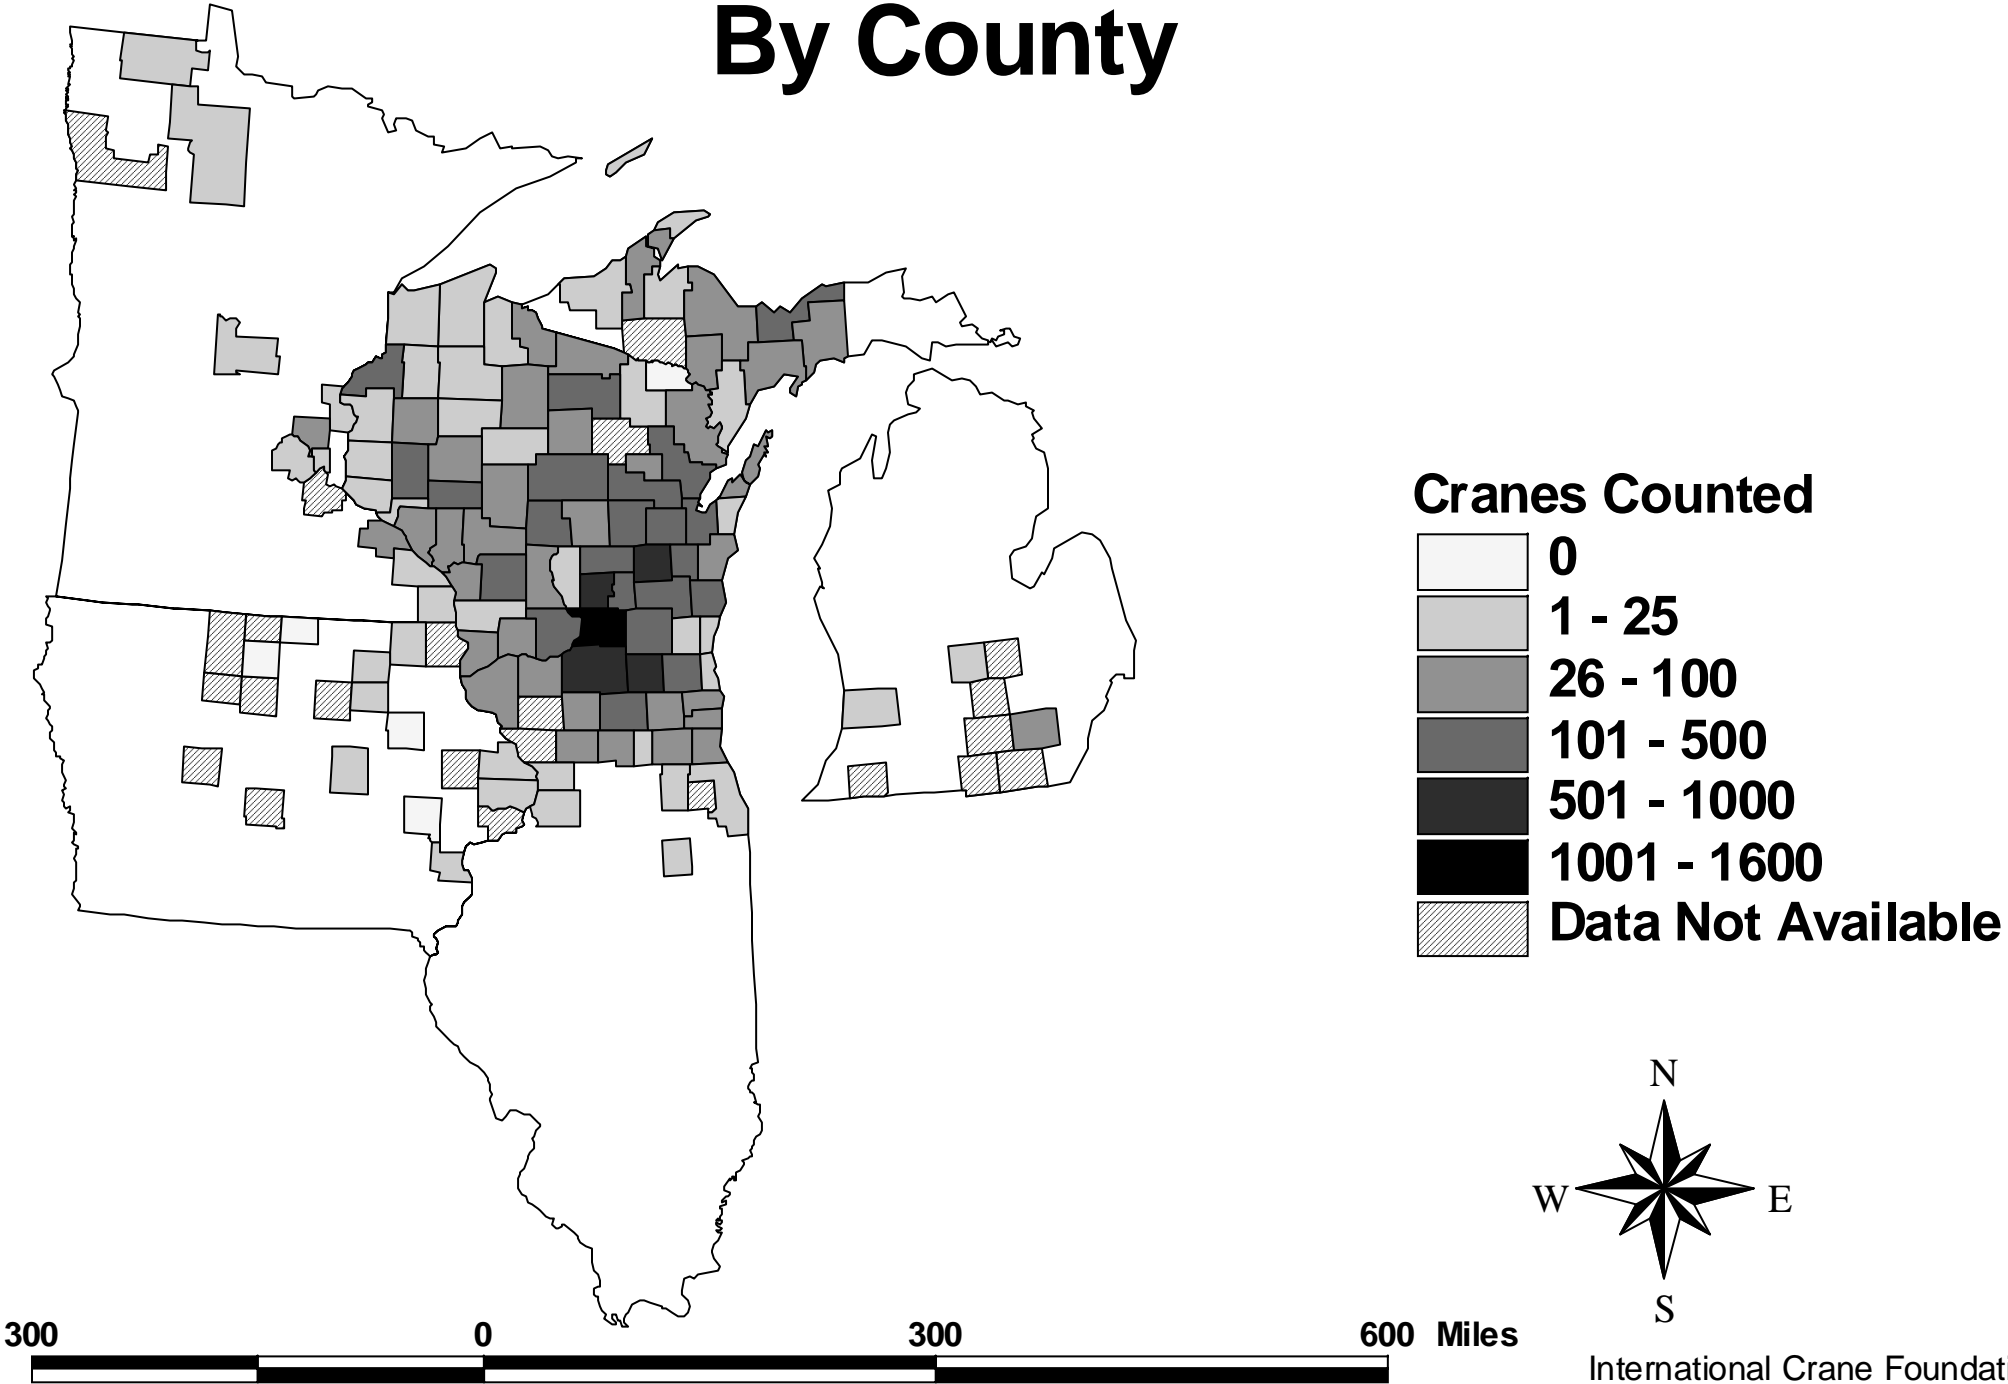 By County
Cranes Counted
0
1 - 25
26 - 100
101 - 500
501 - 1000
1001 - 1600
Data Not Available
N
W E
S
300 0 300 600 Miles
International Crane